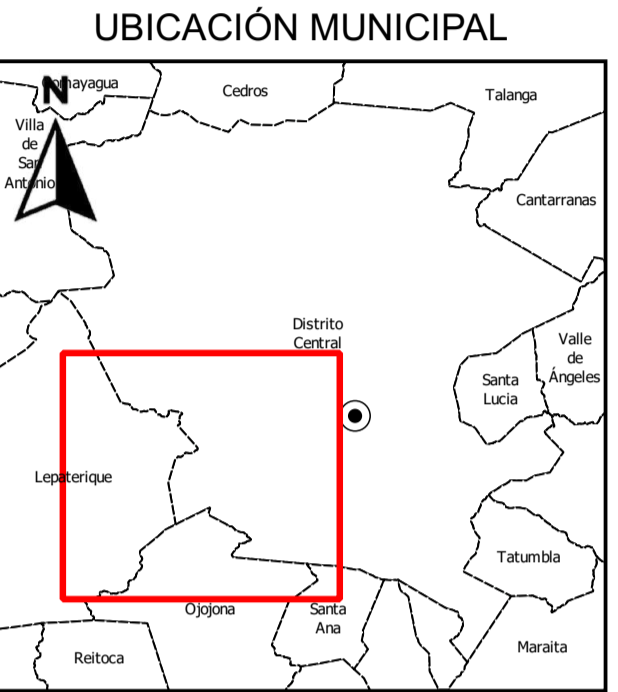 UBICACIÓN MUNICIPAL
N
Comayagua
Cedros
Talanga
Villa
de
San
Antonio
Cantarranas
Distrito
Central
Valle
de
Ángeles
Santa
Lucia
Lepaterique
Tatumbla
Ojojona
Santa
Ana
Maraita
Reitoca